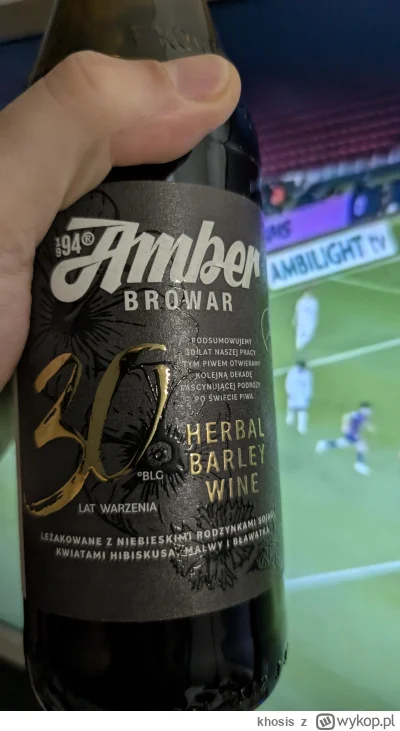 1994® Amber
BROWAR
AMBILIGHT TV
PODSUMOWUJEMY
30 LAT NASZEJ PRACY
TYM PIWEM OTWIERAMY
KOLEJNĄ DEKADĘ
FASCYNUJĄCEJ PODRÓŻY
PO ŚWIECIE PIWA.
30
°BLG
LAT WARZENIA
HERBAL
BARLEY
WINE
LEŻAKOWANE Z NIEBIESKIMI RODZYNKAMI
KWIATAMI HIBISKUSA, MALWY I BŁAWATKA
khosis z wykop.pl